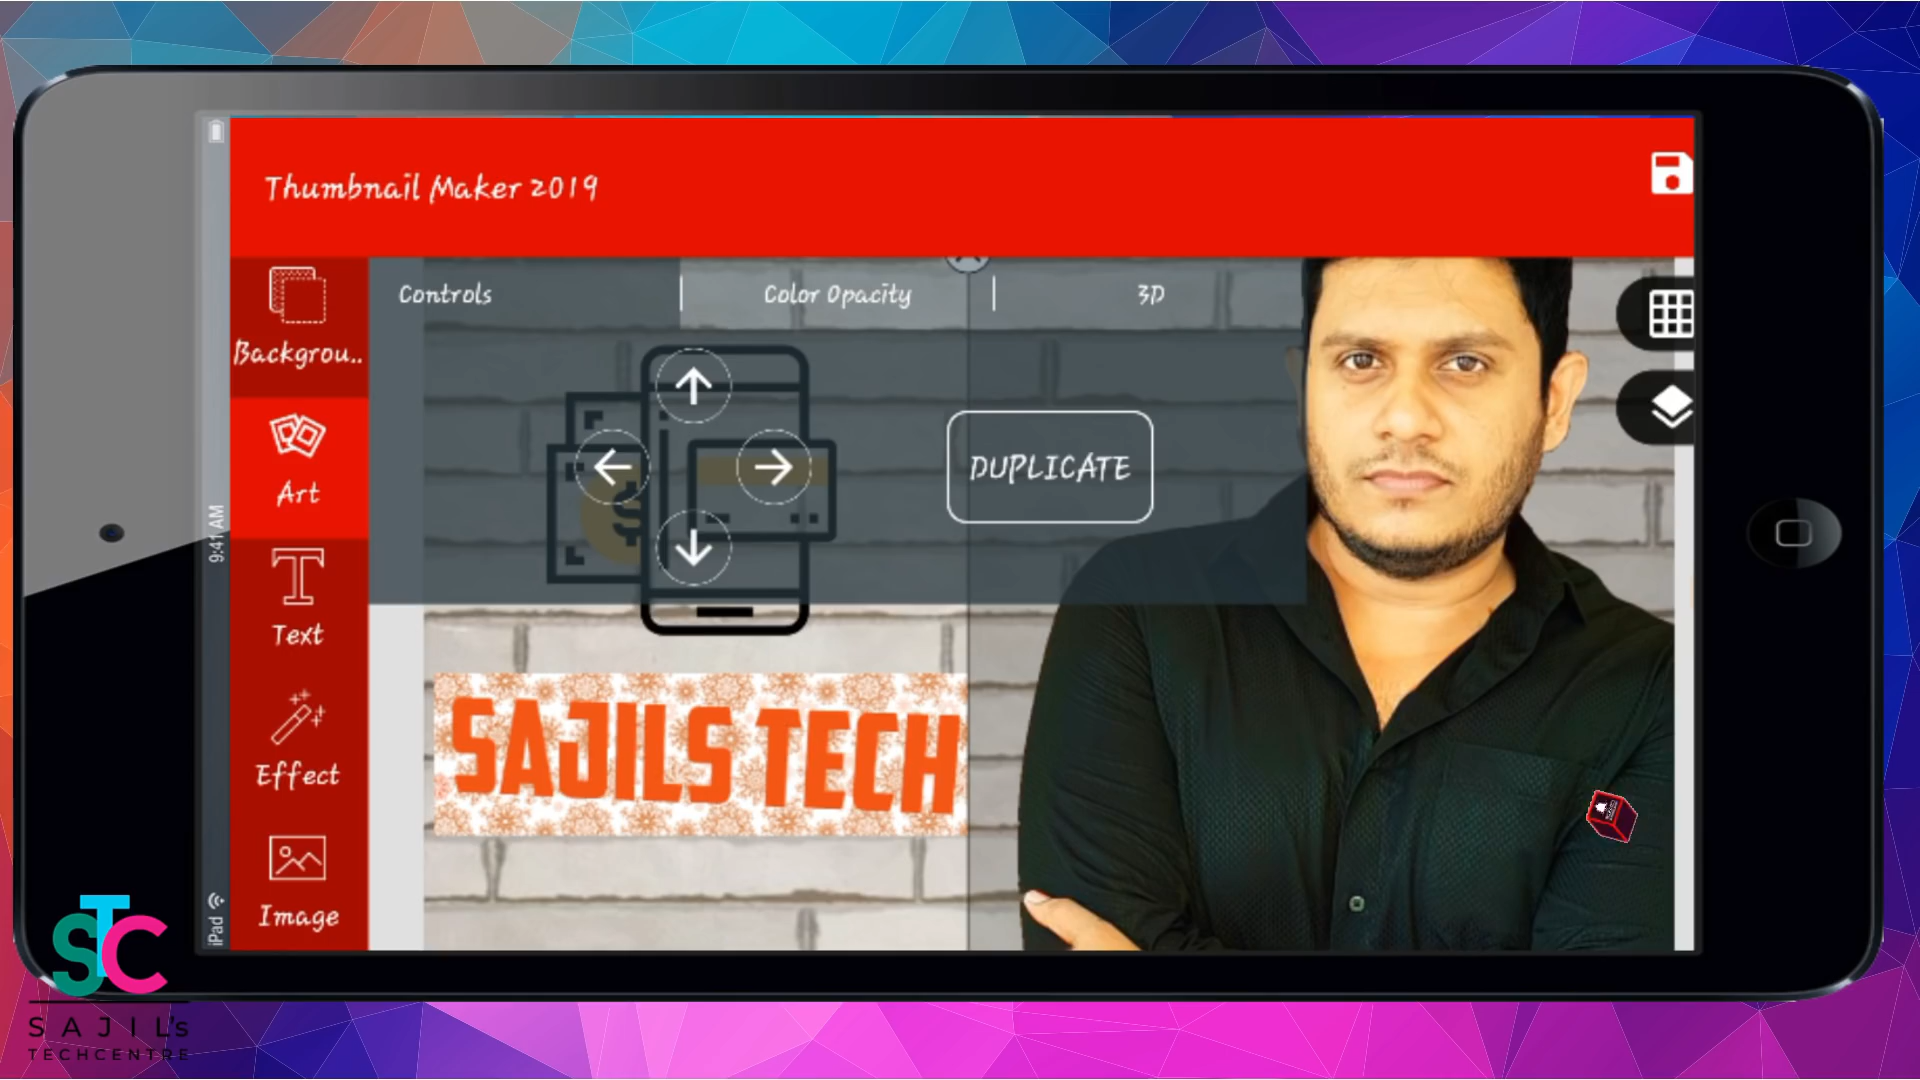 Thumbnail Maker 2019
Controls
Color Opacity
3D
Backgrou..
Art
DUPLICATE
Text
Effect
SAJILS TECH
Image
9:41 AM
iPad
STC
SAJIL's
TECHCENTRE